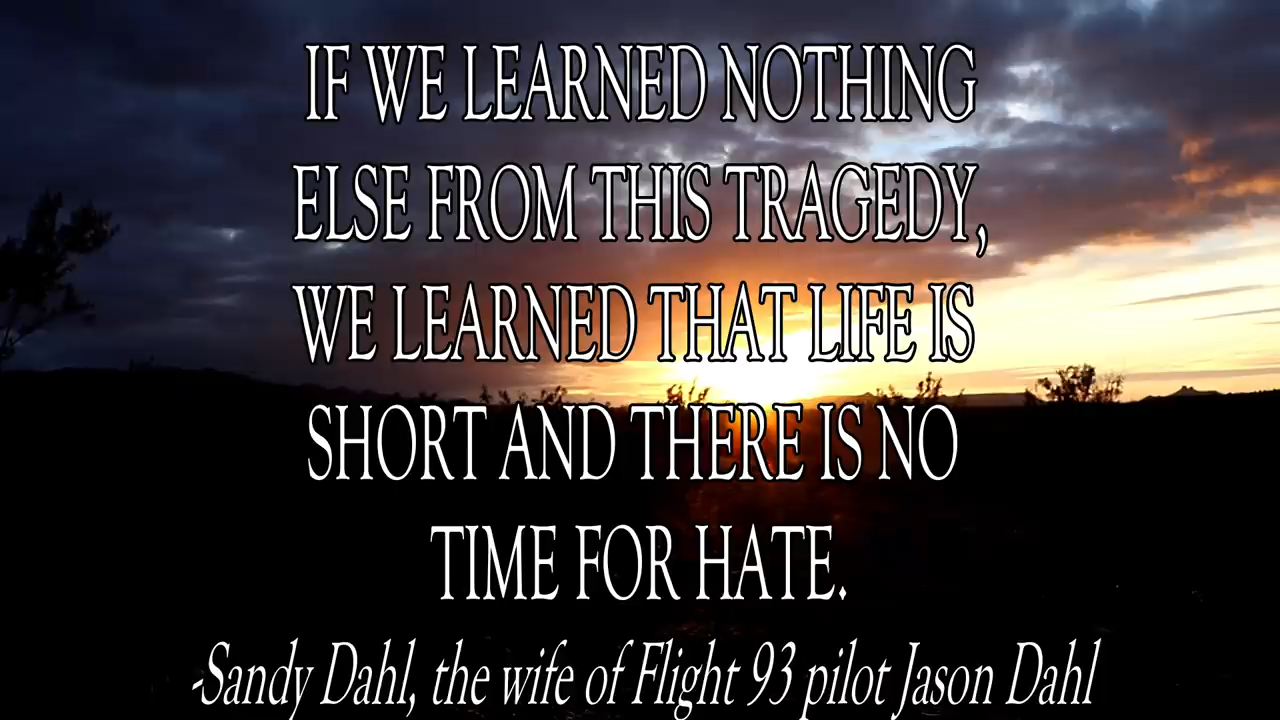 IF WE LEARNED NOTHING
ELSE FROM THIS TRAGEDY,
WE LEARNED THAT LIFE IS
SHORT AND THERE IS NO
TIME FOR HATE.
-Sandy Dahl, the wife of Flight 93 pilot Jason Dahl